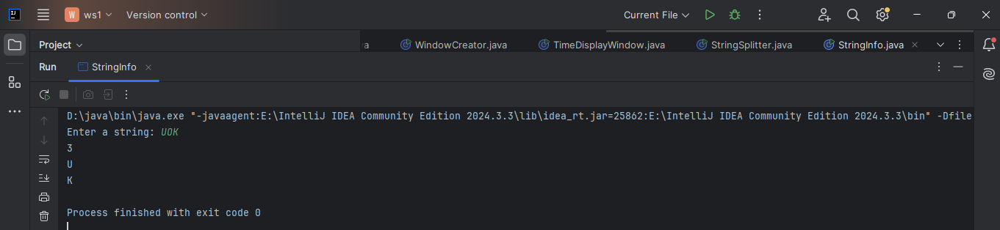 W ws1 Version control Current File
Project va WindowCreator.java TimeDisplayWindow.java StringSplitter.java StringInfo.java
Run StringInfo
D:\java\bin\java.exe "-javaagent:E:\IntelliJ IDEA Community Edition 2024.3.3\lib\idea_rt.jar=25862:E:\IntelliJ IDEA Community Edition 2024.3.3\bin" -Dfile
Enter a string: UOK
3
U
K
Process finished with exit code 0